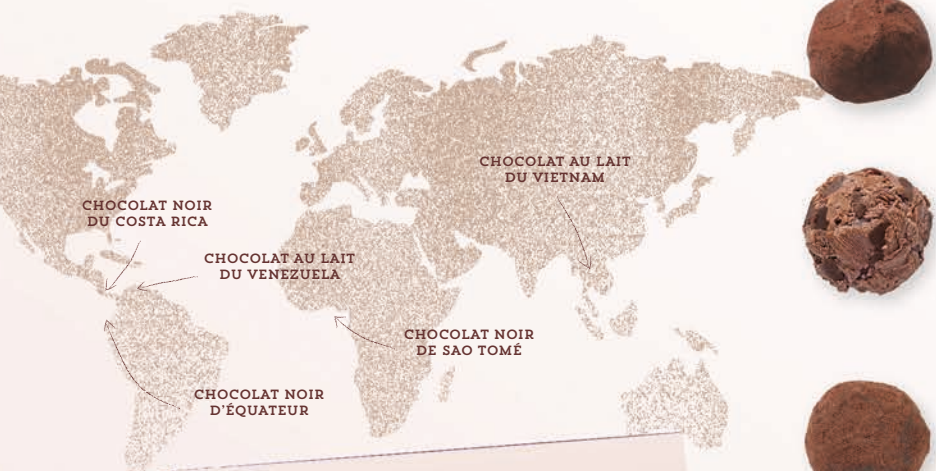 CHOCOLAT AU LAIT
DU VIETNAM
CHOCOLAT NOIR
DU COSTA RICA
CHOCOLAT AU LAIT
DU VENEZUELA
CHOCOLAT NOIR
DE SAO TOMÉ
CHOCOLAT NOIR
D'ÉQUATEUR